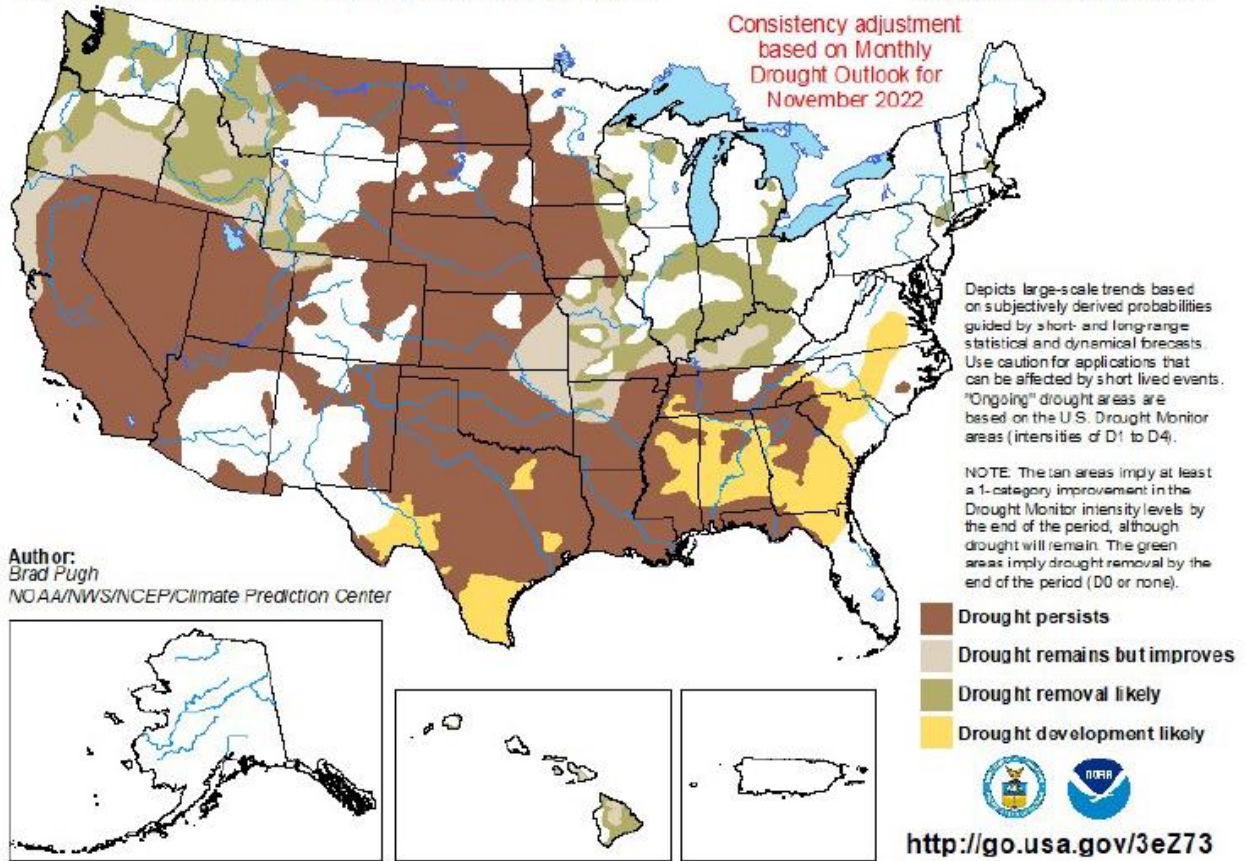 Consistency adjustment
based on Monthly
Drought Outlook for
November 2022
Depicts large-scale trends based
on subjectively derived probabilities
guided by short- and long-range
statistical and dynamical forecasts.
Use caution for applications that
can be affected by short lived events.
"Ongoing" drought areas are
based on the U.S. Drought Monitor
areas (intensities of D1 to D4).
NOTE: The tan areas imply at least
a 1-category improvement in the
Drought Monitor intensity levels by
the end of the period, although
drought will remain. The green
areas imply drought removal by the
end of the period (D0 or none).
Author:
Brad Pugh
NOAA/NWS/NCEP/Climate Prediction Center
Drought persists
Drought remains but improves
Drought removal likely
Drought development likely
NOAA
http://go.usa.gov/3eZ73